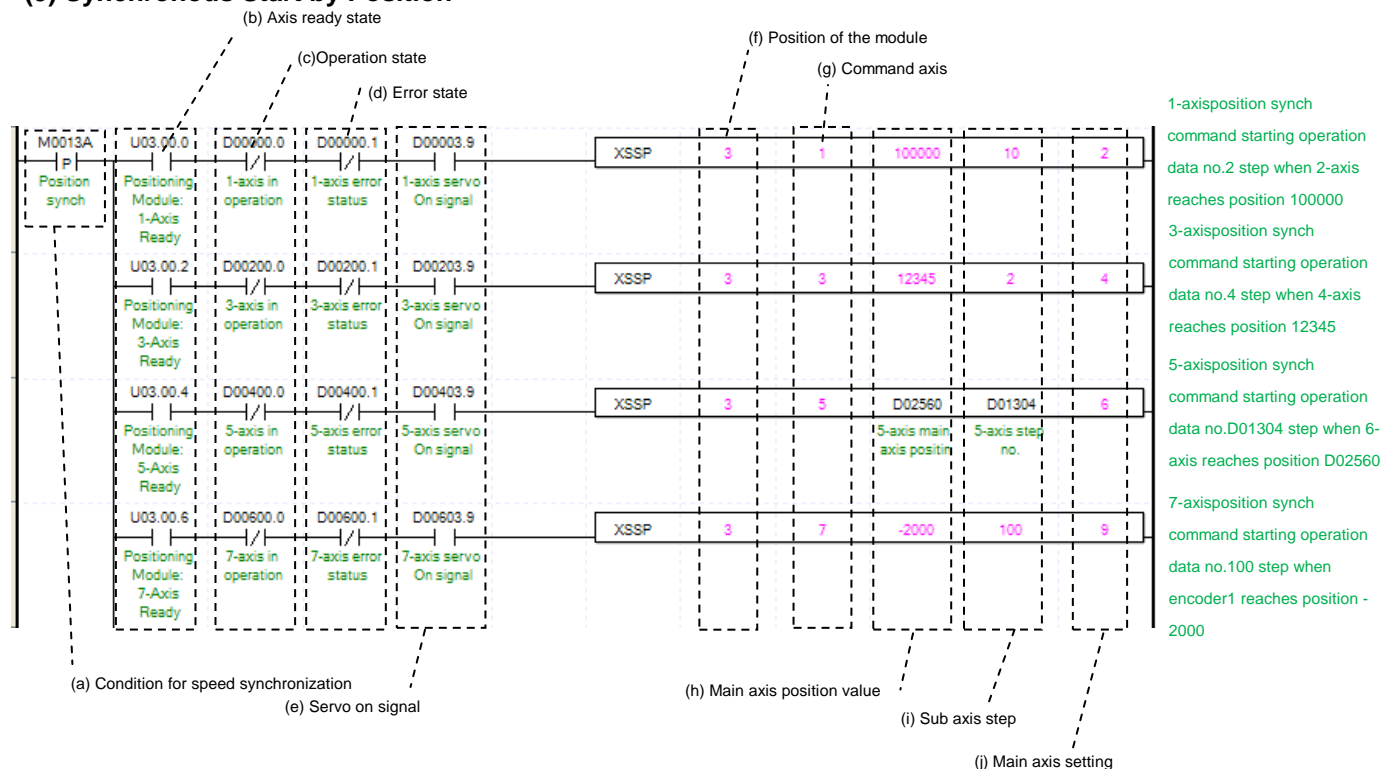 (b) Axis ready state
(c)Operation state
(d) Error state
(f) Position of the module
(g) Command axis
M0013A
P
Position
synch
U03.00.0
Positioning
Module:
1-Axis
Ready
D00000.0
1-axis in
operation
D00000.1
1-axis error
status
D00003.9
1-axis servo
On signal
XSSP 3 1 100000 10 2
1-axisposition synch
command starting operation
data no.2 step when 2-axis
reaches position 100000
U03.00.2
Positioning
Module:
3-Axis
Ready
D00200.0
3-axis in
operation
D00200.1
3-axis error
status
D00203.9
3-axis servo
On signal
XSSP 3 3 12345 2 4
3-axisposition synch
command starting operation
data no.4 step when 4-axis
reaches position 12345
U03.00.4
Positioning
Module:
5-Axis
Ready
D00400.0
5-axis in
operation
D00400.1
5-axis error
status
D00403.9
5-axis servo
On signal
XSSP 3 5 D02560 D01304 6
5-axis main
axis positin
5-axis step
no.
5-axisposition synch
command starting operation
data no.D01304 step when 6-
axis reaches position D02560
U03.00.6
Positioning
Module:
7-Axis
Ready
D00600.0
7-axis in
operation
D00600.1
7-axis error
status
D00603.9
7-axis servo
On signal
XSSP 3 7 -2000 100 9
7-axisposition synch
command starting operation
data no.100 step when
encoder1 reaches position -
2000
(a) Condition for speed synchronization
(e) Servo on signal
(h) Main axis position value
(i) Sub axis step
(j) Main axis setting